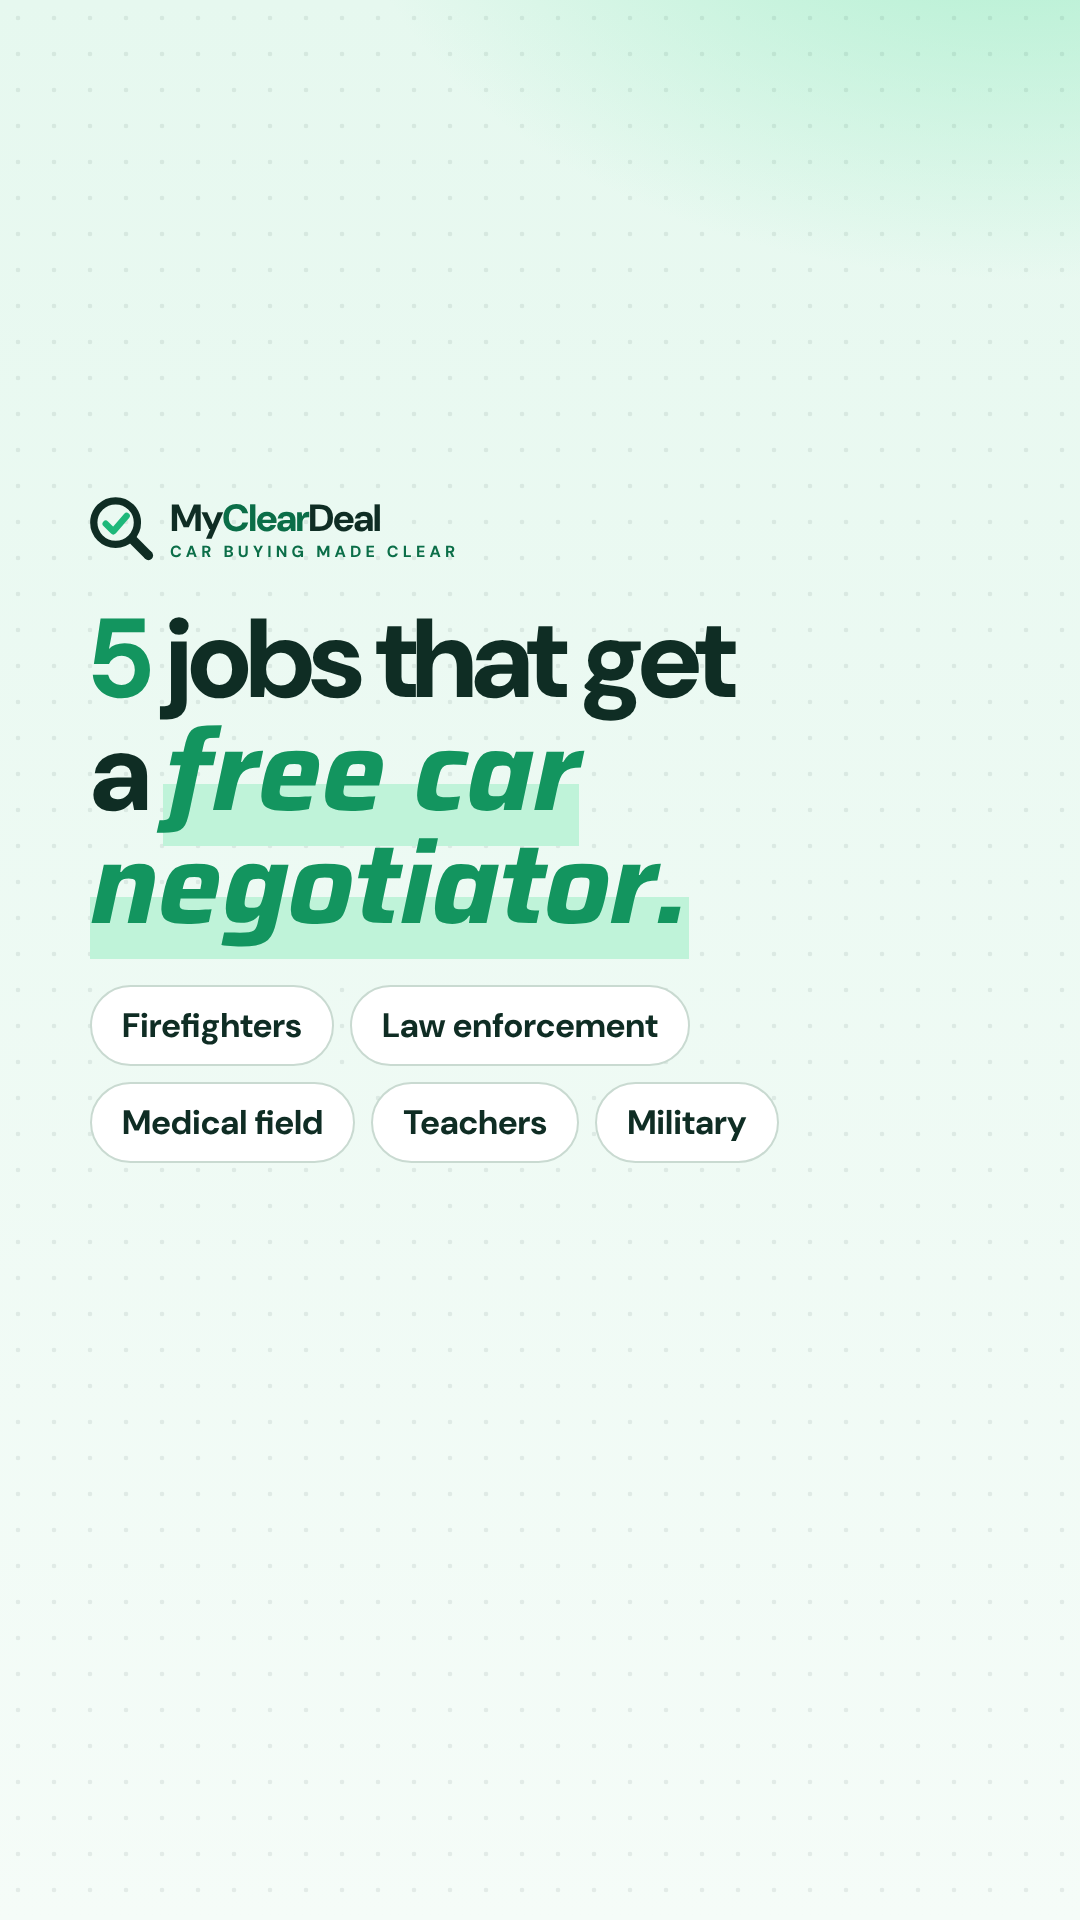 MyClearDeal
CAR BUYING MADE CLEAR
5 jobs that get
a free car
negotiator.
Firefighters
Law enforcement
Medical field
Teachers
Military